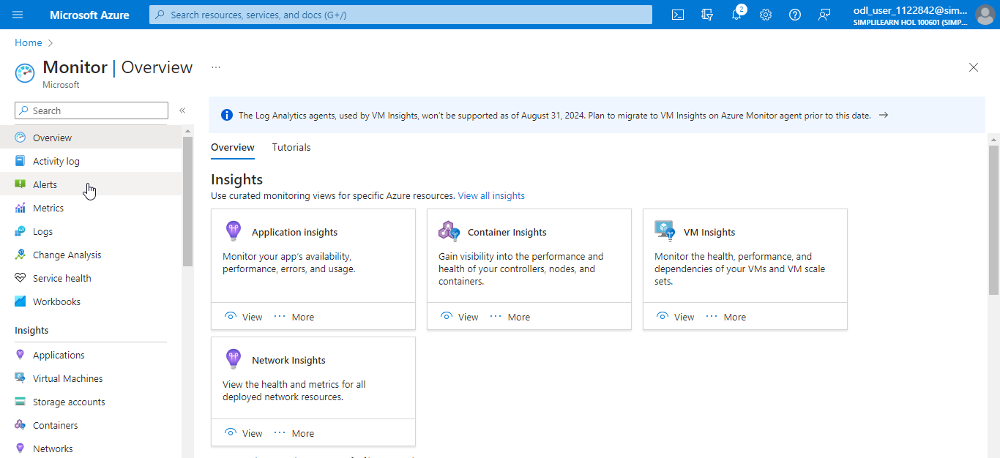 Microsoft Azure
Search resources, services, and docs (G+/)
2
odl_user_1122842@sim...
SIMPLILEARN HOL 100601 (SIMP...
Home
Monitor | Overview ...
Microsoft
Search
Overview
Activity log
Alerts
Metrics
Logs
Change Analysis
Service health
Workbooks
Insights
Applications
Virtual Machines
Storage accounts
Containers
Networks
The Log Analytics agents, used by VM Insights, won't be supported as of August 31, 2024. Plan to migrate to VM Insights on Azure Monitor agent prior to this date. →
Overview Tutorials
Insights
Use curated monitoring views for specific Azure resources. View all insights
Application insights
Monitor your app's availability,
performance, errors, and usage.
View ... More
Container Insights
Gain visibility into the performance and
health of your controllers, nodes, and
containers.
View ... More
VM Insights
Monitor the health, performance, and
dependencies of your VMs and VM scale
sets.
View ... More
Network Insights
View the health and metrics for all
deployed network resources.
View ... More